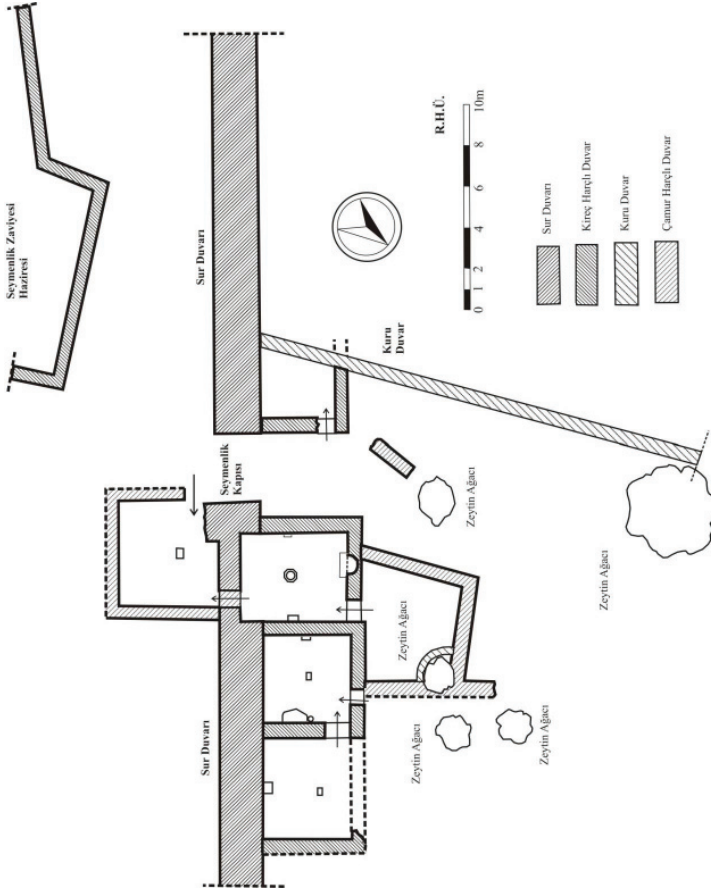 Seymenlik Zaviyesi
Haziresi
Sur Duvarı
R.H.Ü.
0 1 2 4 6 8 10m
Sur Duvarı
Kireç Harçlı Duvar
Kuru Duvar
Çamur Harçlı Duvar
Kuru
Duvar
Seymenlik
Kapısı
Zeytin Ağacı
Zeytin Ağacı
Zeytin Ağacı
Sur Duvarı
Zeytin Ağacı
Zeytin Ağacı